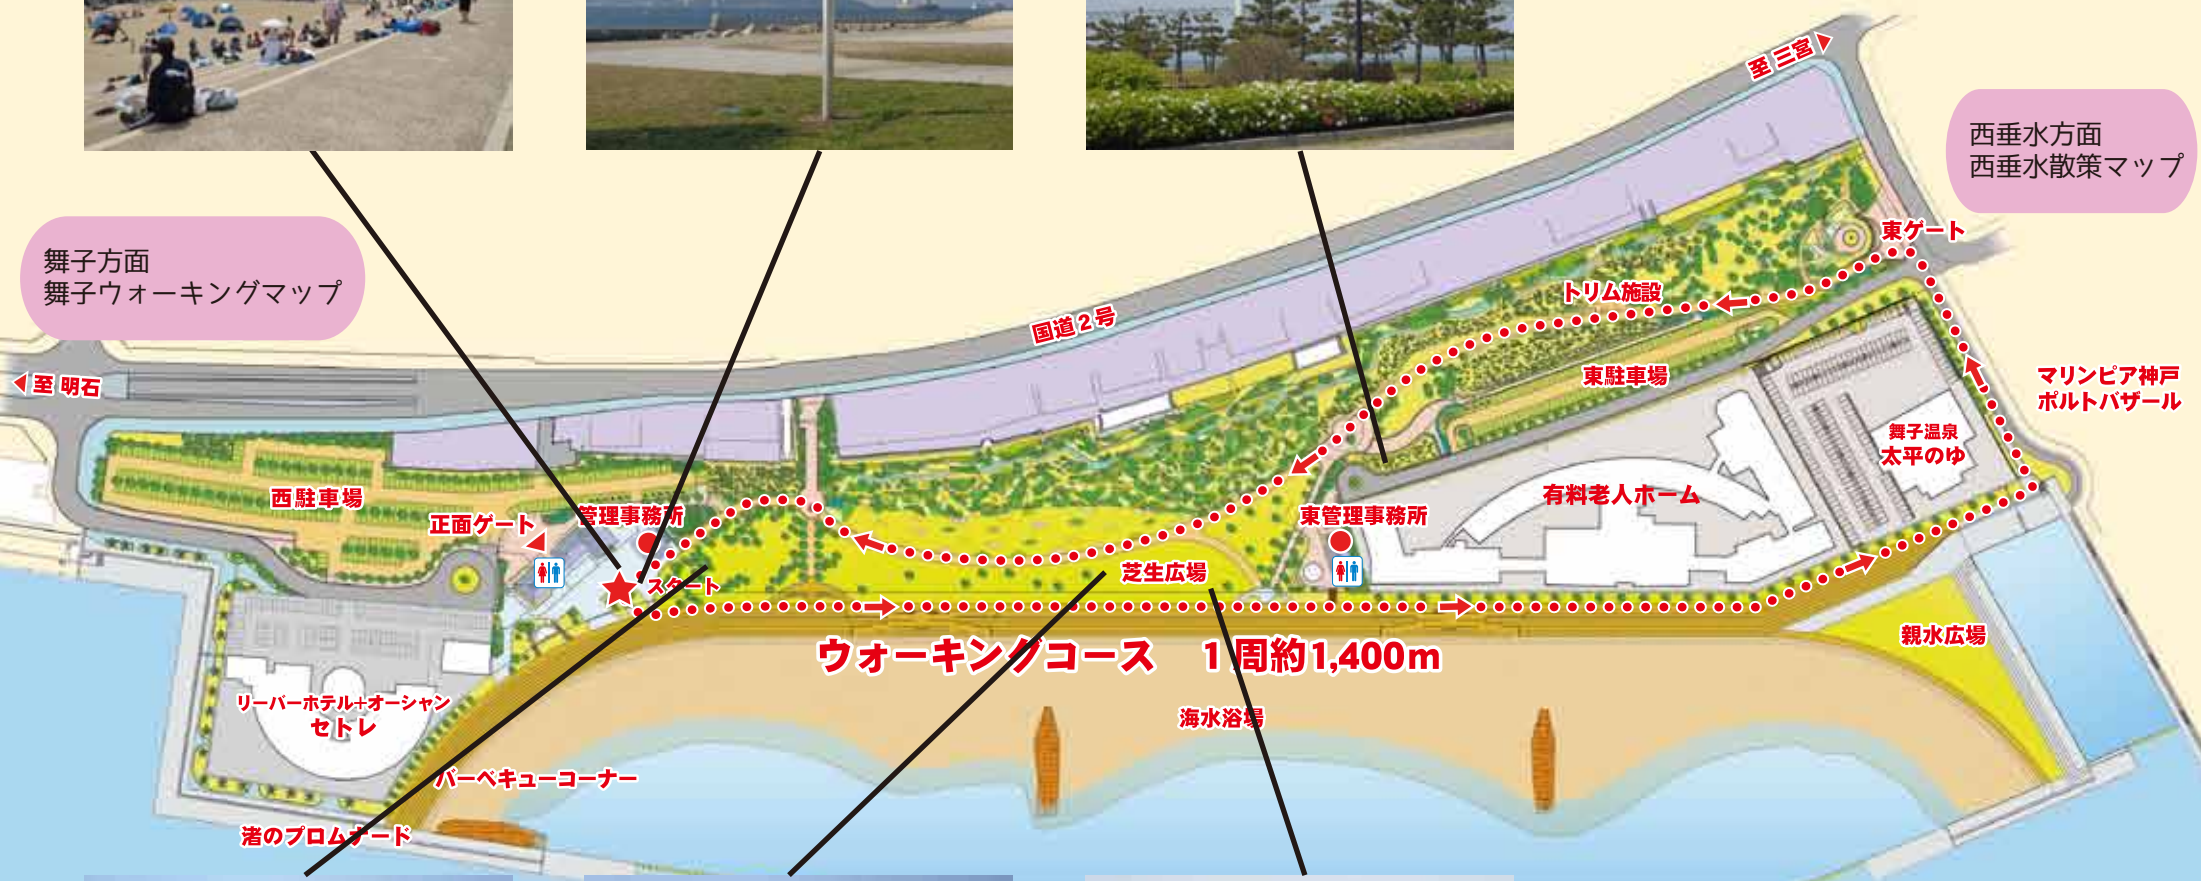 至 三宮
西垂水方面
西垂水散策マップ
舞子方面
舞子ウォーキングマップ
東ゲート
トリム施設
国道2号
至 明石
東駐車場
マリンピア神戸
ポルトバザール
舞子温泉
太平のゆ
西駐車場
有料老人ホーム
正面ゲート
管理事務所
東管理事務所
スタート
芝生広場
親水広場
ウォーキングコース 1周約1,400m
リーバーホテル+オーシャン
セトレ
海水浴場
バーベキューコーナー
渚のプロムナード